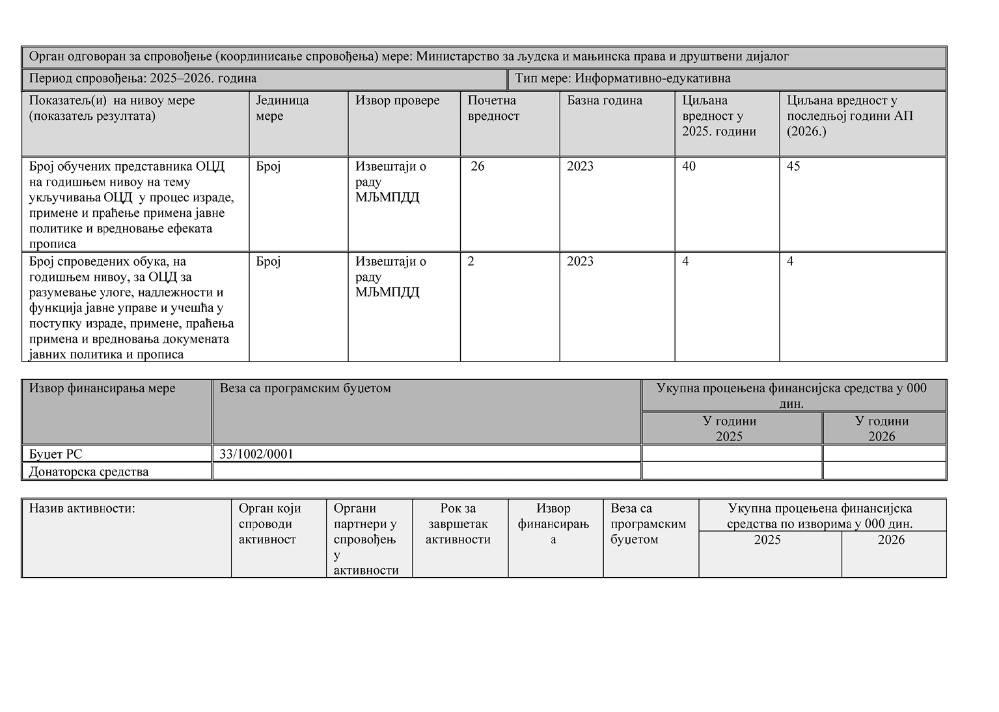 Орган одговоран за спровођење (координисање спровођења) мере: Министарство за људска и мањинска права и друштвени дијалог
Период спровођења: 2025–2026. година
Тип мере: Информативно-едукативна
Показатељ(и) на нивоу мере
(показатељ резултата)
Јединица
мере
Извор провере
Почетна
вредност
Базна година
Циљана
вредност у
2025. години
Циљана вредност у
последњој години АП
(2026.)
Број обучених представника ОЦД
на годишњем нивоу на тему
укључивања ОЦД у процес израде,
примене и праћење примена јавне
политике и вредновање ефеката
прописа
Број
Извештаји о
раду
МЉМПДД
26
2023
40
45
Број спроведених обука, на
годишњем нивоу, за ОЦД за
разумевање улоге, надлежности и
функција јавне управе и учешћа у
поступку израде, примене, праћења
примена и вредновања докумената
јавних политика и прописа
Број
Извештаји о
раду
МЉМПДД
2
2023
4
4
Извор финансирања мере
Веза са програмским буџетом
Укупна процењена финансијска средства у 000
дин.
У години
2025
У години
2026
Буџет РС
33/1002/0001
Донаторска средства
Назив активности:
Орган који
спроводи
активност
Органи
партнери у
спровођењ
у
активности
Рок за
завршетак
активности
Извор
финансирањ
а
Веза са
програмским
буџетом
Укупна процењена финансијска
средства по изворима у 000 дин.
2025
2026